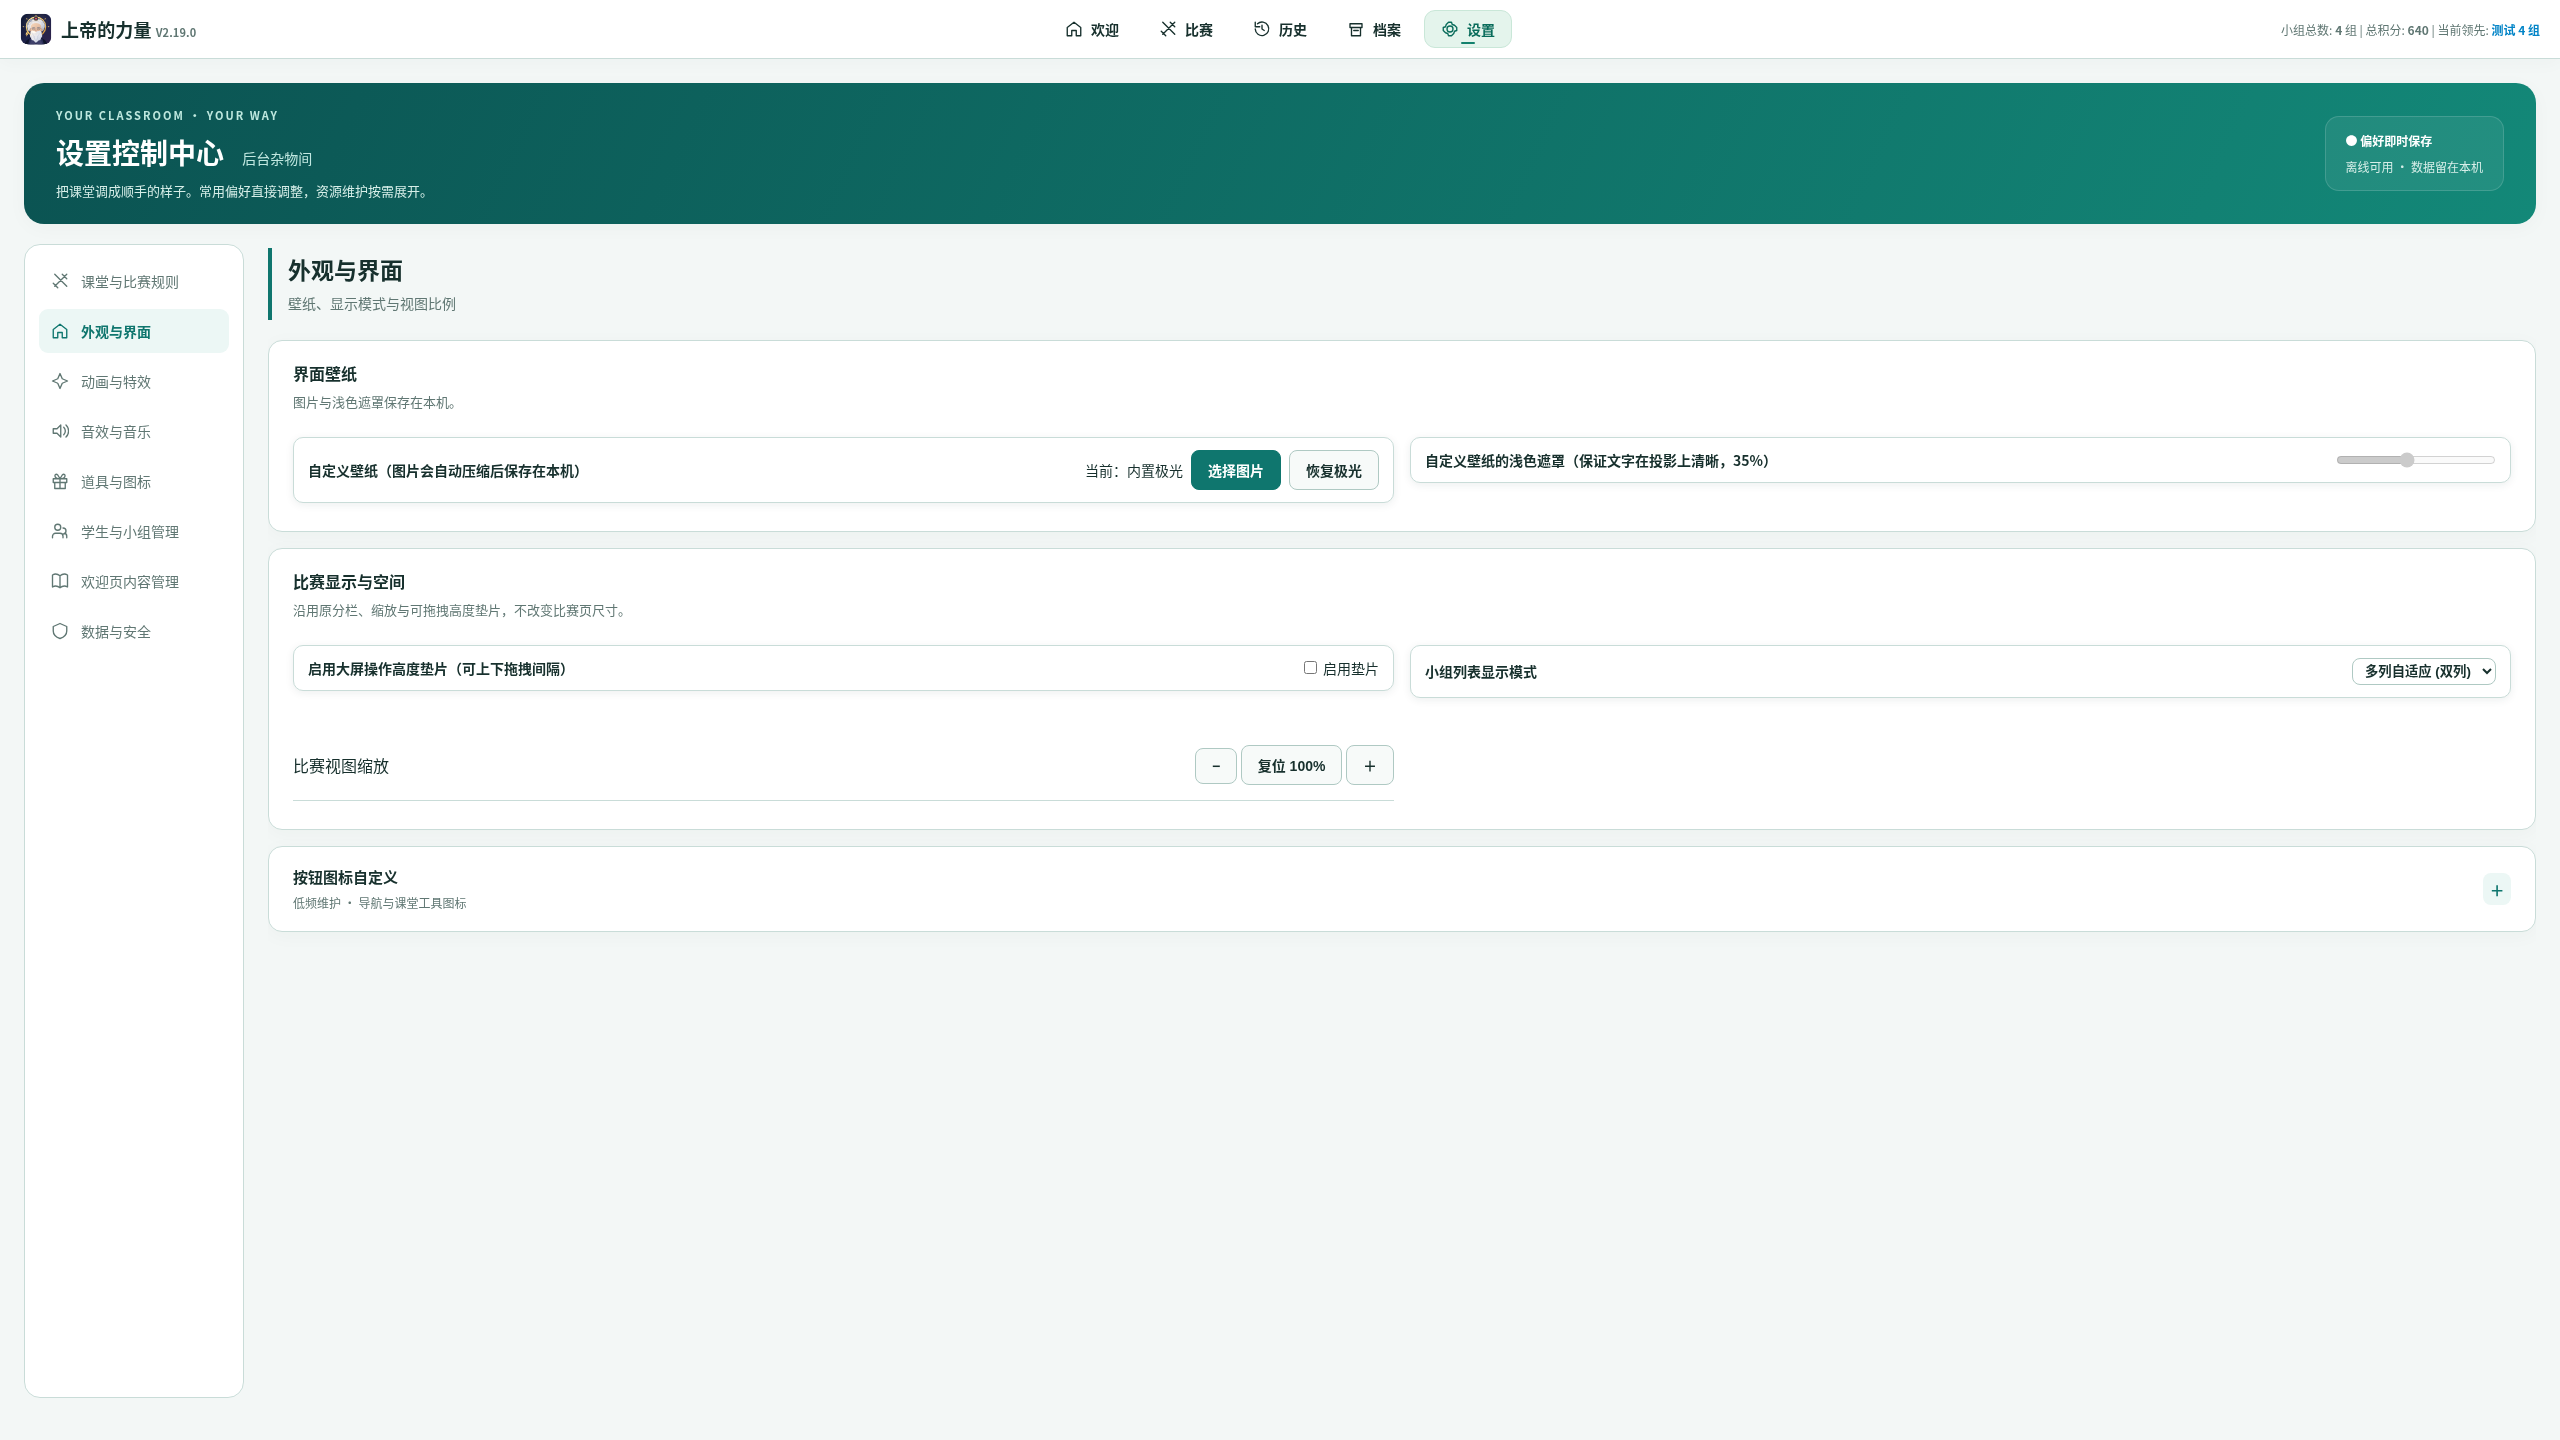 上帝的力量 V2.19.0
欢迎
比赛
历史
档案
设置
小组总数: 4 组 | 总积分: 640 | 当前领先: 测试 4 组
YOUR CLASSROOM · YOUR WAY
设置控制中心 后台杂物间
把课堂调成顺手的样子。常用偏好直接调整，资源维护按需展开。
偏好即时保存
离线可用 · 数据留在本机
课堂与比赛规则
外观与界面
动画与特效
音效与音乐
道具与图标
学生与小组管理
欢迎页内容管理
数据与安全
外观与界面
壁纸、显示模式与视图比例
界面壁纸
图片与浅色遮罩保存在本机。
自定义壁纸（图片会自动压缩后保存在本机）
当前：内置极光
选择图片
恢复极光
自定义壁纸的浅色遮罩（保证文字在投影上清晰，35%）
比赛显示与空间
沿用原分栏、缩放与可拖拽高度垫片，不改变比赛页尺寸。
启用大屏操作高度垫片（可上下拖拽间隔）
启用垫片
小组列表显示模式
多列自适应 (双列)
比赛视图缩放
－
复位 100%
＋
按钮图标自定义
低频维护 · 导航与课堂工具图标
＋